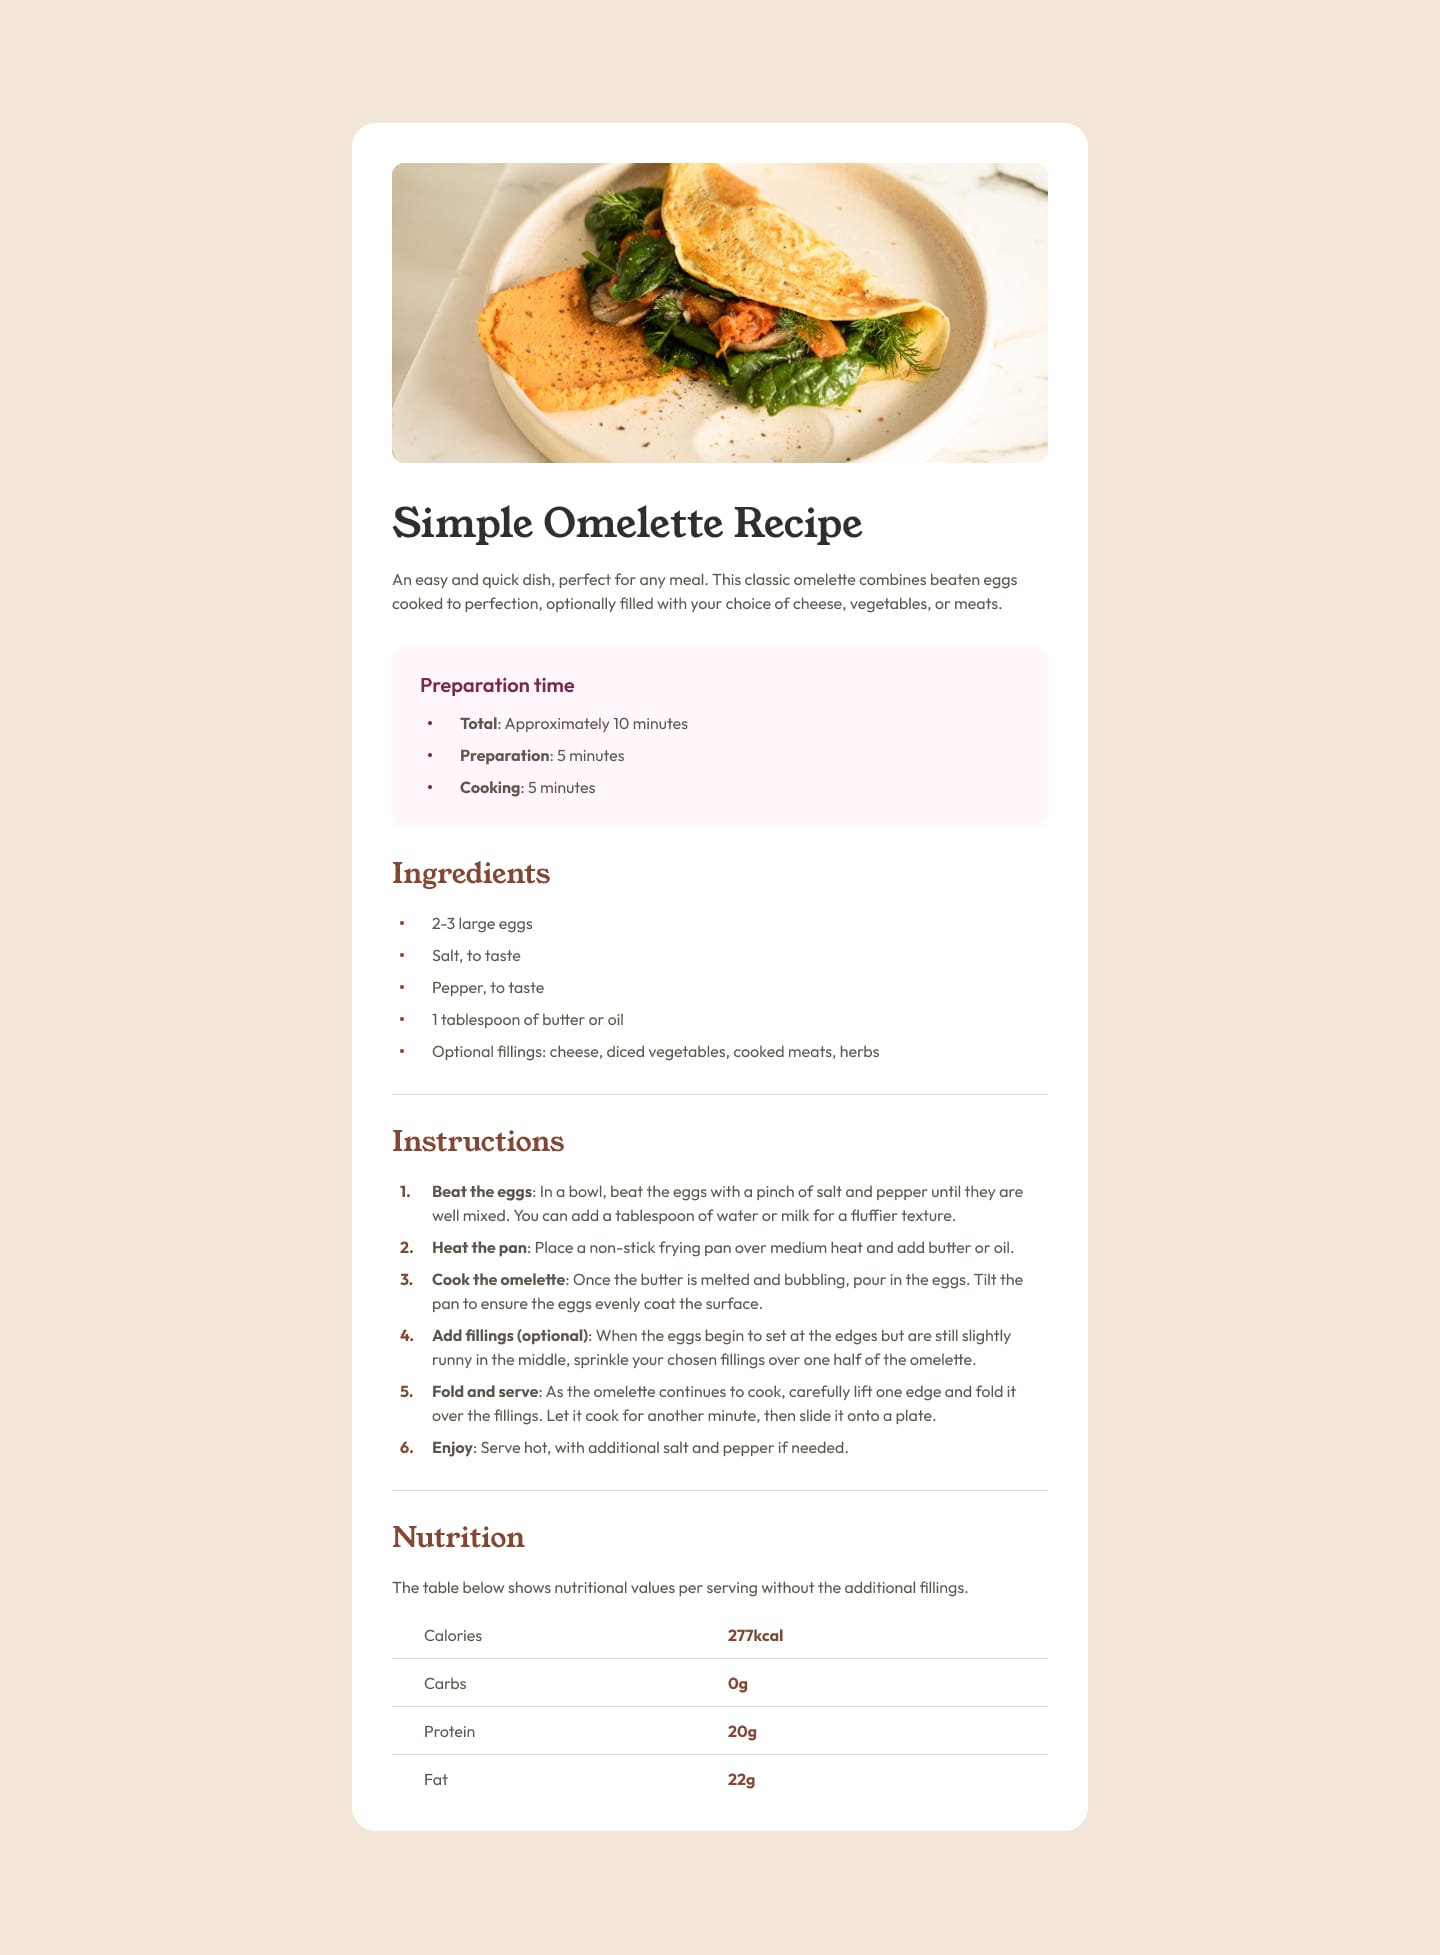 Simple Omelette Recipe
An easy and quick dish, perfect for any meal. This classic omelette combines beaten eggs
cooked to perfection, optionally filled with your choice of cheese, vegetables, or meats.
Preparation time
• Total: Approximately 10 minutes
• Preparation: 5 minutes
• Cooking: 5 minutes
Ingredients
• 2-3 large eggs
• Salt, to taste
• Pepper, to taste
• 1 tablespoon of butter or oil
• Optional fillings: cheese, diced vegetables, cooked meats, herbs
Instructions
1. Beat the eggs: In a bowl, beat the eggs with a pinch of salt and pepper until they are
well mixed. You can add a tablespoon of water or milk for a fluffier texture.
2. Heat the pan: Place a non-stick frying pan over medium heat and add butter or oil.
3. Cook the omelette: Once the butter is melted and bubbling, pour in the eggs. Tilt the
pan to ensure the eggs evenly coat the surface.
4. Add fillings (optional): When the eggs begin to set at the edges but are still slightly
runny in the middle, sprinkle your chosen fillings over one half of the omelette.
5. Fold and serve: As the omelette continues to cook, carefully lift one edge and fold it
over the fillings. Let it cook for another minute, then slide it onto a plate.
6. Enjoy: Serve hot, with additional salt and pepper if needed.
Nutrition
The table below shows nutritional values per serving without the additional fillings.
Calories 277kcal
Carbs 0g
Protein 20g
Fat 22g